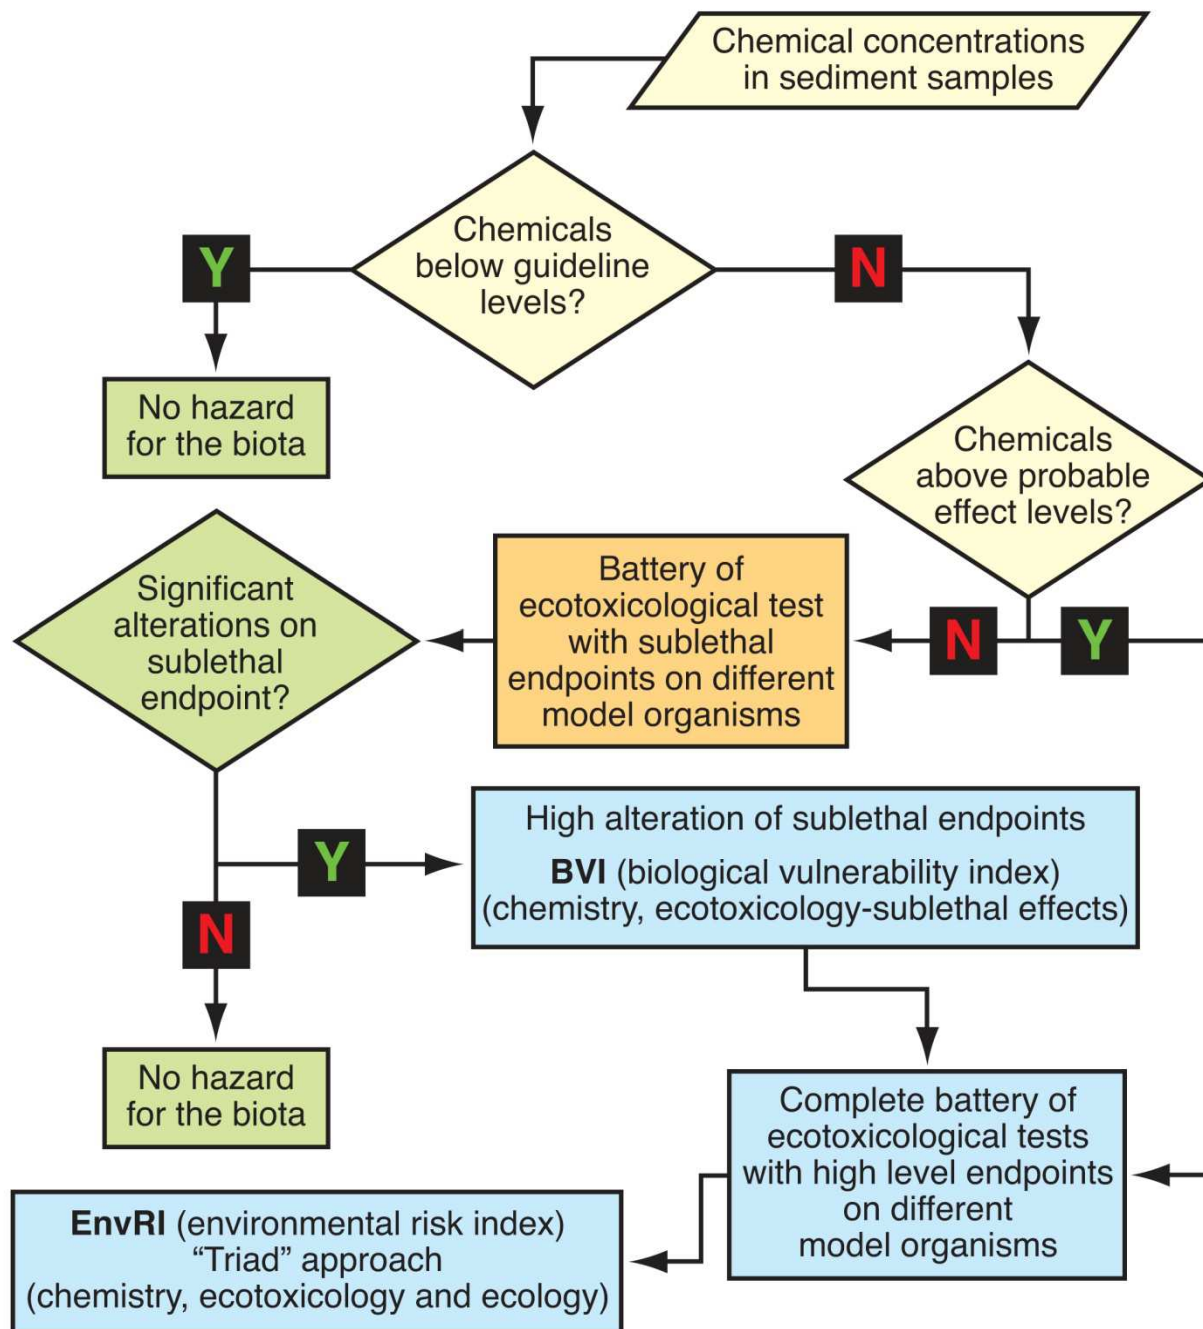 Chemical concentrations
in sediment samples
Chemicals
below guideline
levels?
Y
N
No hazard
for the biota
Chemicals
above probable
effect levels?
N
Y
Battery of
ecotoxicological test
with sublethal
endpoints on different
model organisms
Significant
alterations on
sublethal
endpoint?
Y
N
High alteration of sublethal endpoints
BVI (biological vulnerability index)
(chemistry, ecotoxicology-sublethal effects)
No hazard
for the biota
Complete battery of
ecotoxicological tests
with high level endpoints
on different
model organisms
EnvRI (environmental risk index)
“Triad” approach
(chemistry, ecotoxicology and ecology)